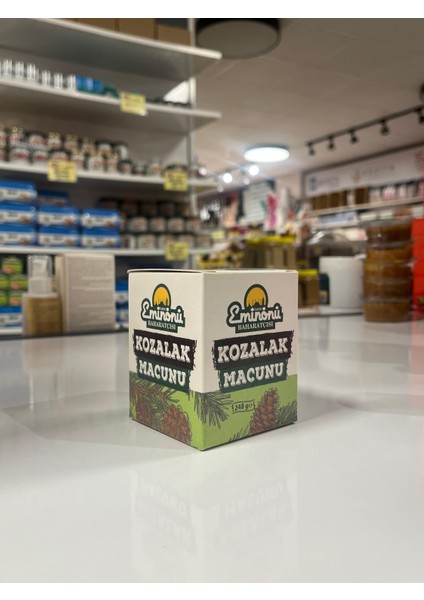 Eminönü
BAHARATÇISI
KOZALAK
MACUNU
Eminönü
BAHARATÇISI
KOZALAK
MACUNU
240 gr